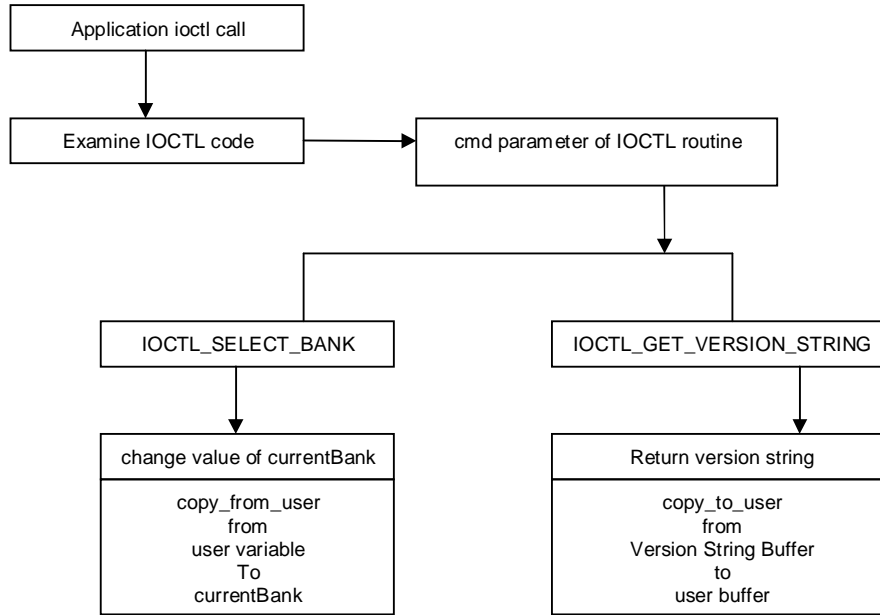 Application ioctl call
Examine IOCTL code
cmd parameter of IOCTL routine
IOCTL_SELECT_BANK
IOCTL_GET_VERSION_STRING
change value of currentBank
copy_from_user
from
user variable
To
currentBank
Return version string
copy_to_user
from
Version String Buffer
to
user buffer